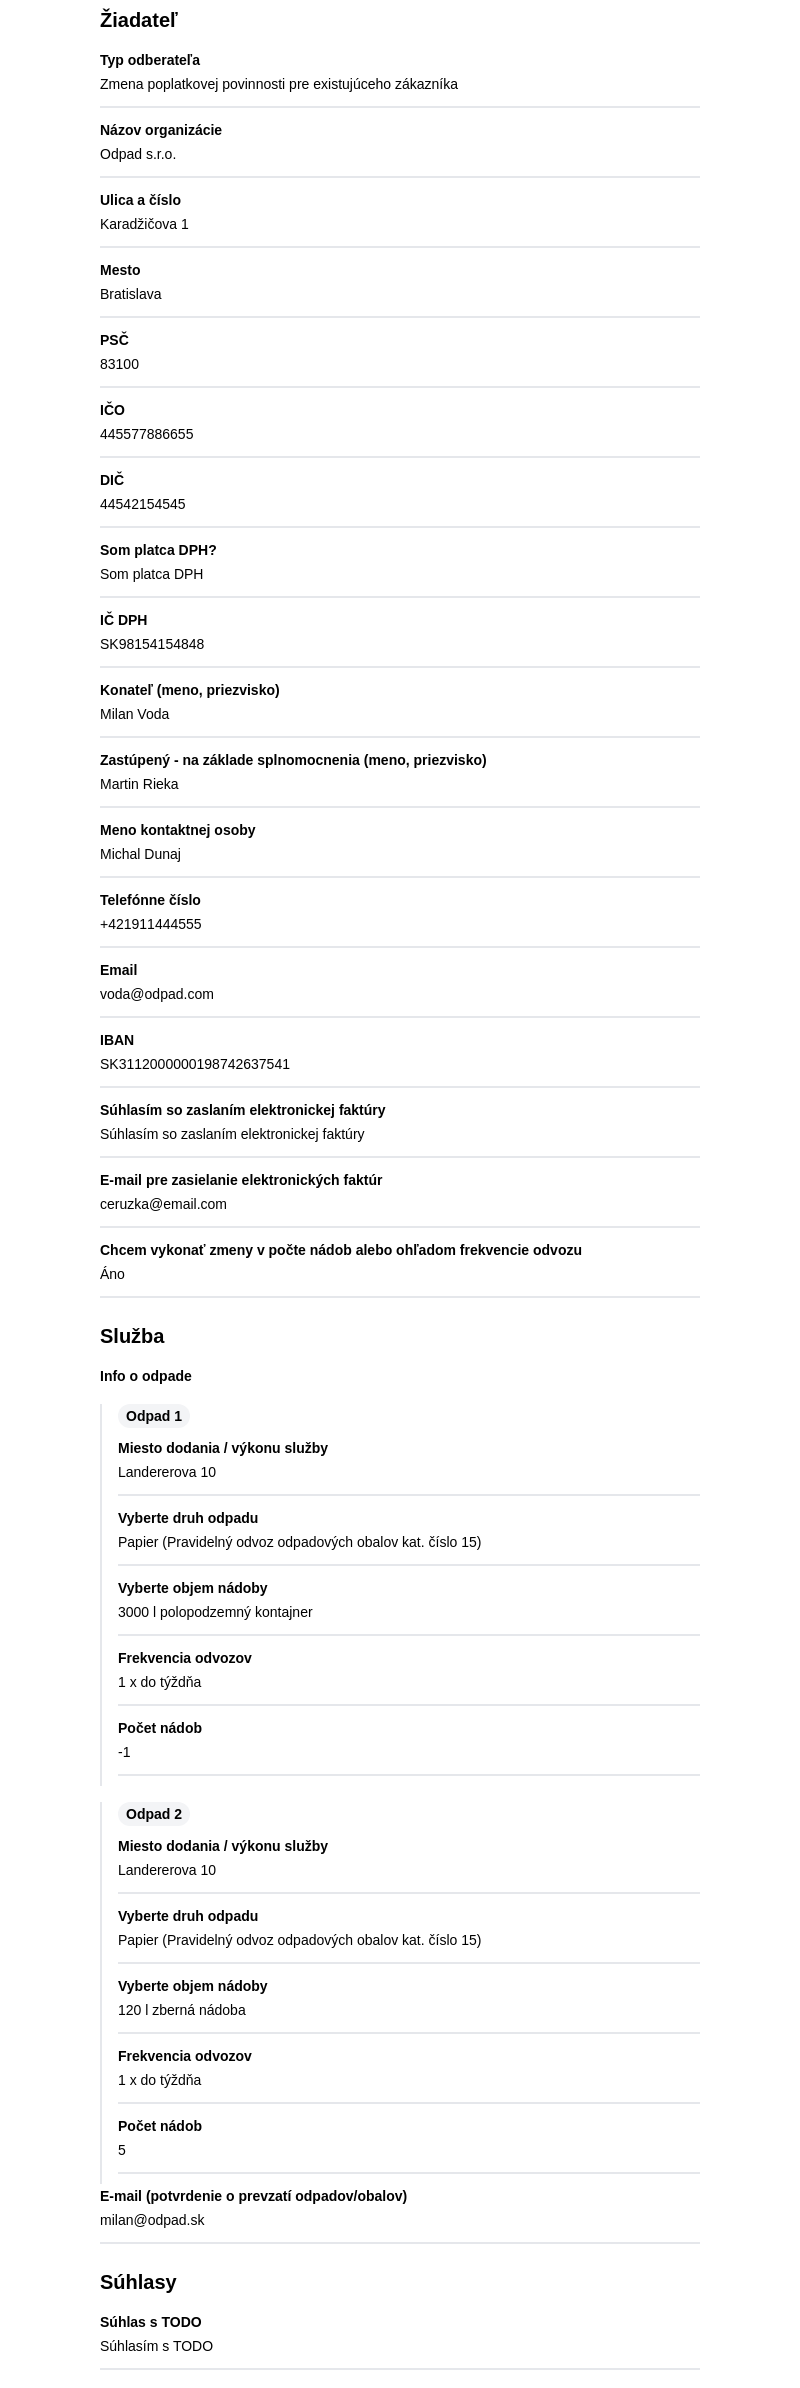 Žiadateľ
Typ odberateľa
Zmena poplatkovej povinnosti pre existujúceho zákazníka
Názov organizácie
Odpad s.r.o.
Ulica a číslo
Karadžičova 1
Mesto
Bratislava
PSČ
83100
IČO
445577886655
DIČ
44542154545
Som platca DPH?
Som platca DPH
IČ DPH
SK98154154848
Konateľ (meno, priezvisko)
Milan Voda
Zastúpený - na základe splnomocnenia (meno, priezvisko)
Martin Rieka
Meno kontaktnej osoby
Michal Dunaj
Telefónne číslo
+421911444555
Email
voda@odpad.com
IBAN
SK3112000000198742637541
Súhlasím so zaslaním elektronickej faktúry
Súhlasím so zaslaním elektronickej faktúry
E-mail pre zasielanie elektronických faktúr
ceruzka@email.com
Chcem vykonať zmeny v počte nádob alebo ohľadom frekvencie odvozu
Áno
Služba
Info o odpade
Odpad 1
Miesto dodania / výkonu služby
Landererova 10
Vyberte druh odpadu
Papier (Pravidelný odvoz odpadových obalov kat. číslo 15)
Vyberte objem nádoby
3000 l polopodzemný kontajner
Frekvencia odvozov
1 x do týždňa
Počet nádob
-1
Odpad 2
Miesto dodania / výkonu služby
Landererova 10
Vyberte druh odpadu
Papier (Pravidelný odvoz odpadových obalov kat. číslo 15)
Vyberte objem nádoby
120 l zberná nádoba
Frekvencia odvozov
1 x do týždňa
Počet nádob
5
E-mail (potvrdenie o prevzatí odpadov/obalov)
milan@odpad.sk
Súhlasy
Súhlas s TODO
Súhlasím s TODO